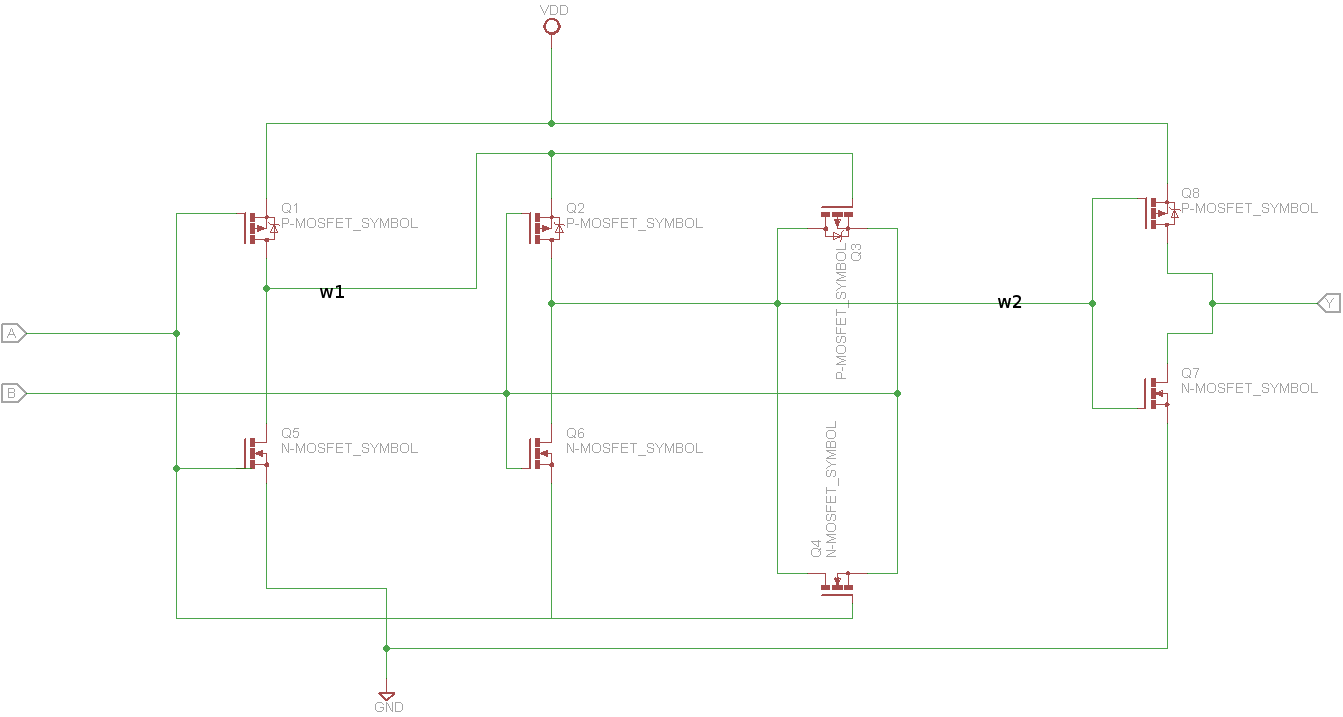 VDD
Q1
P-MOSFET_SYMBOL
Q2
P-MOSFET_SYMBOL
Q3
P-MOSFET_SYMBOL
Q8
P-MOSFET_SYMBOL
w1
w2
A
Y
B
Q5
N-MOSFET_SYMBOL
Q6
N-MOSFET_SYMBOL
Q4
N-MOSFET_SYMBOL
Q7
N-MOSFET_SYMBOL
GND